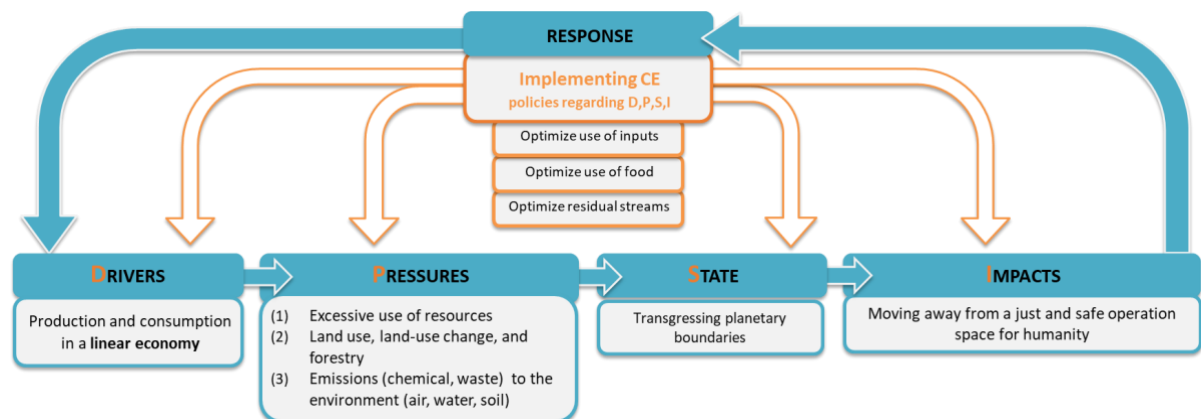 RESPONSE
Implementing CE
policies regarding D,P,S,I
Optimize use of inputs
Optimize use of food
Optimize residual streams
DRIVERS
Production and consumption
in a linear economy
PRESSURES
(1) Excessive use of resources
(2) Land use, land-use change, and
forestry
(3) Emissions (chemical, waste) to the
environment (air, water, soil)
STATE
Transgressing planetary
boundaries
IMPACTS
Moving away from a just and safe operation
space for humanity